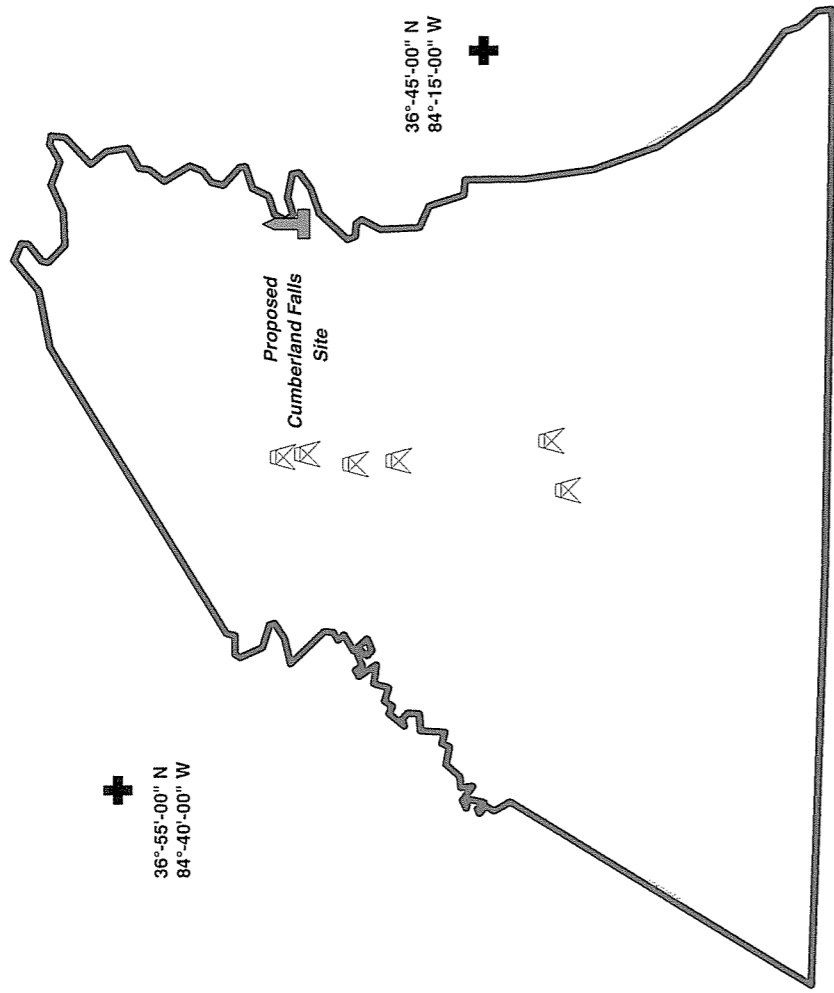 36°-45'-00" N
84°-15'-00" W
Proposed
Cumberland Falls
Site
36°-55'-00" N
84°-40'-00" W